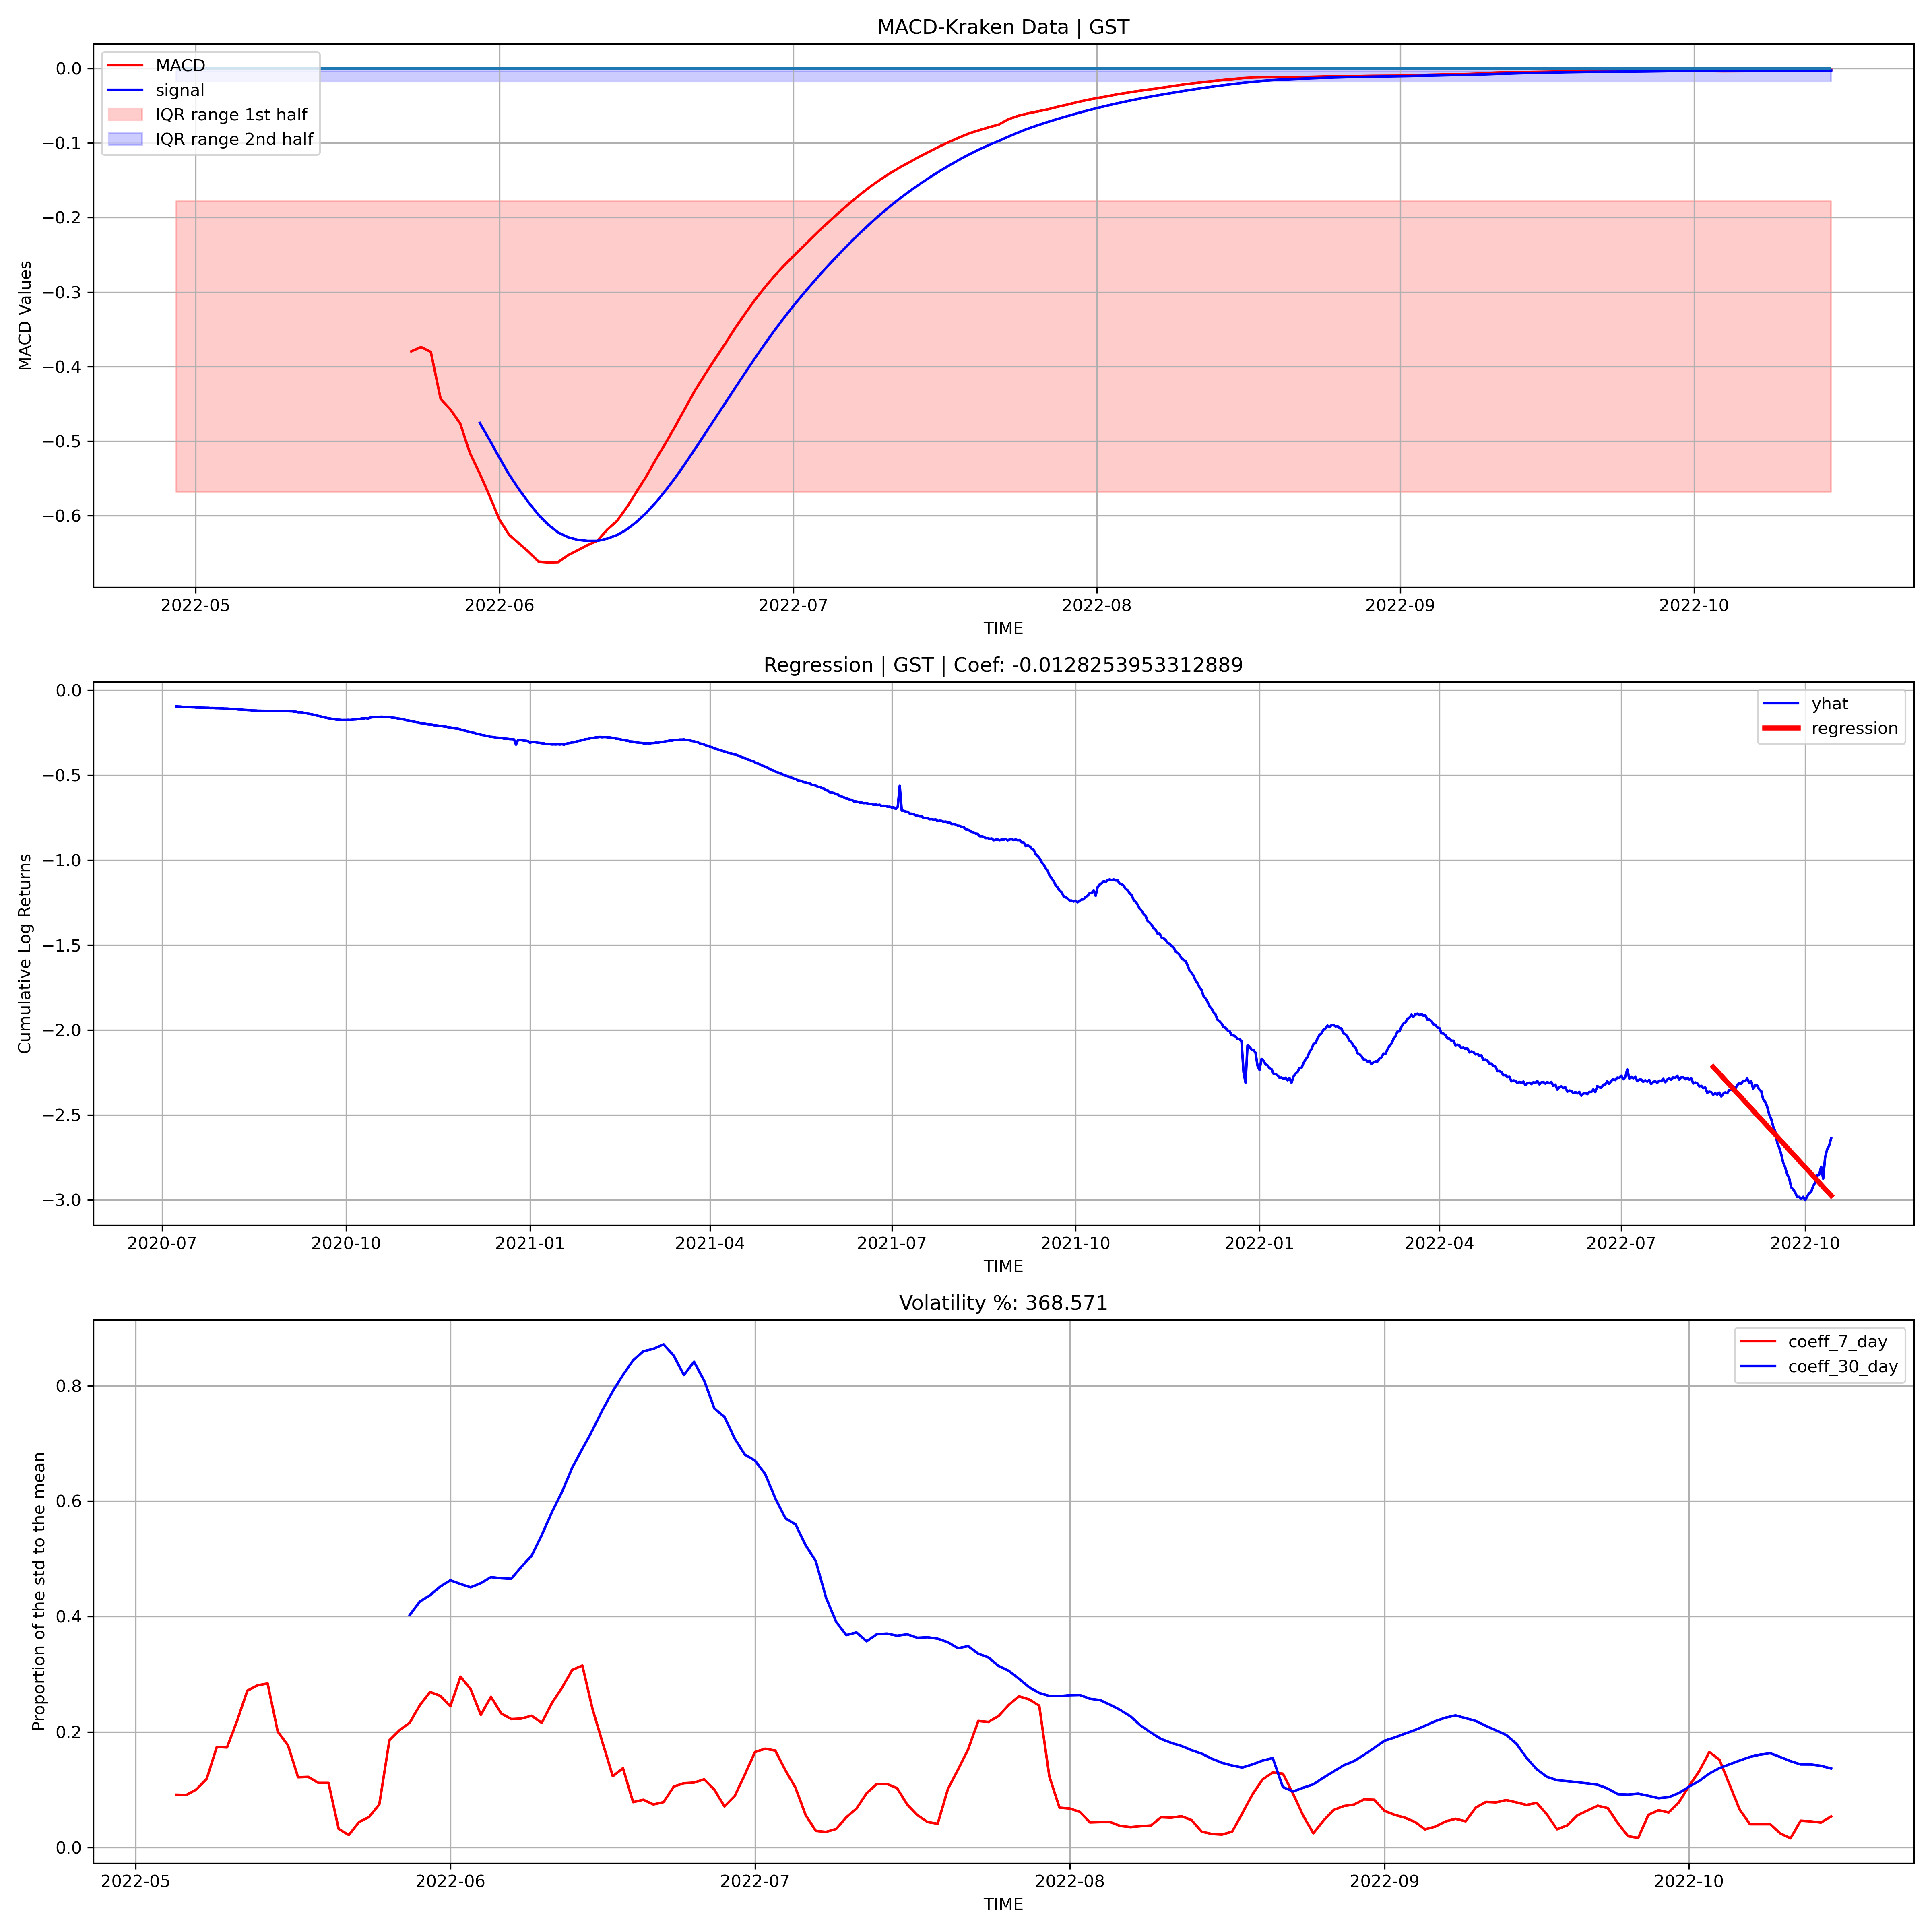 MACD-Kraken Data | GST
MACD
signal
IQR range 1st half
IQR range 2nd half
MACD Values
0.0
−0.1
−0.2
−0.3
−0.4
−0.5
−0.6
2022-05 2022-06 2022-07 2022-08 2022-09 2022-10
TIME
Regression | GST | Coef: -0.0128253953312889
yhat
regression
Cumulative Log Returns
0.0
−0.5
−1.0
−1.5
−2.0
−2.5
−3.0
2020-07 2020-10 2021-01 2021-04 2021-07 2021-10 2022-01 2022-04 2022-07 2022-10
TIME
Volatility %: 368.571
coeff_7_day
coeff_30_day
Proportion of the std to the mean
0.8
0.6
0.4
0.2
0.0
2022-05 2022-06 2022-07 2022-08 2022-09 2022-10
TIME